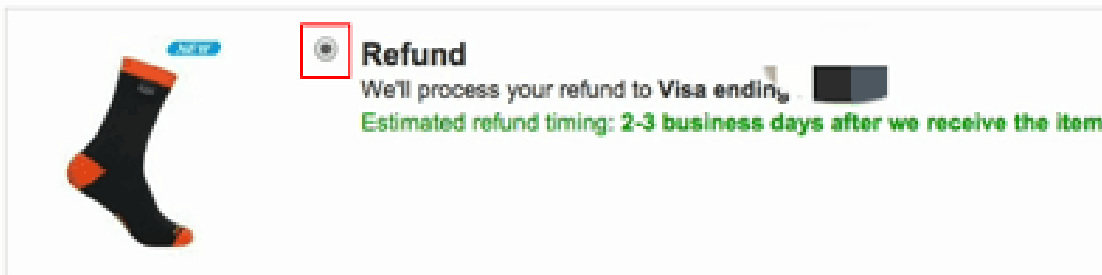 NEW
Refund
We'll process your refund to Visa ending
Estimated refund timing: 2-3 business days after we receive the item